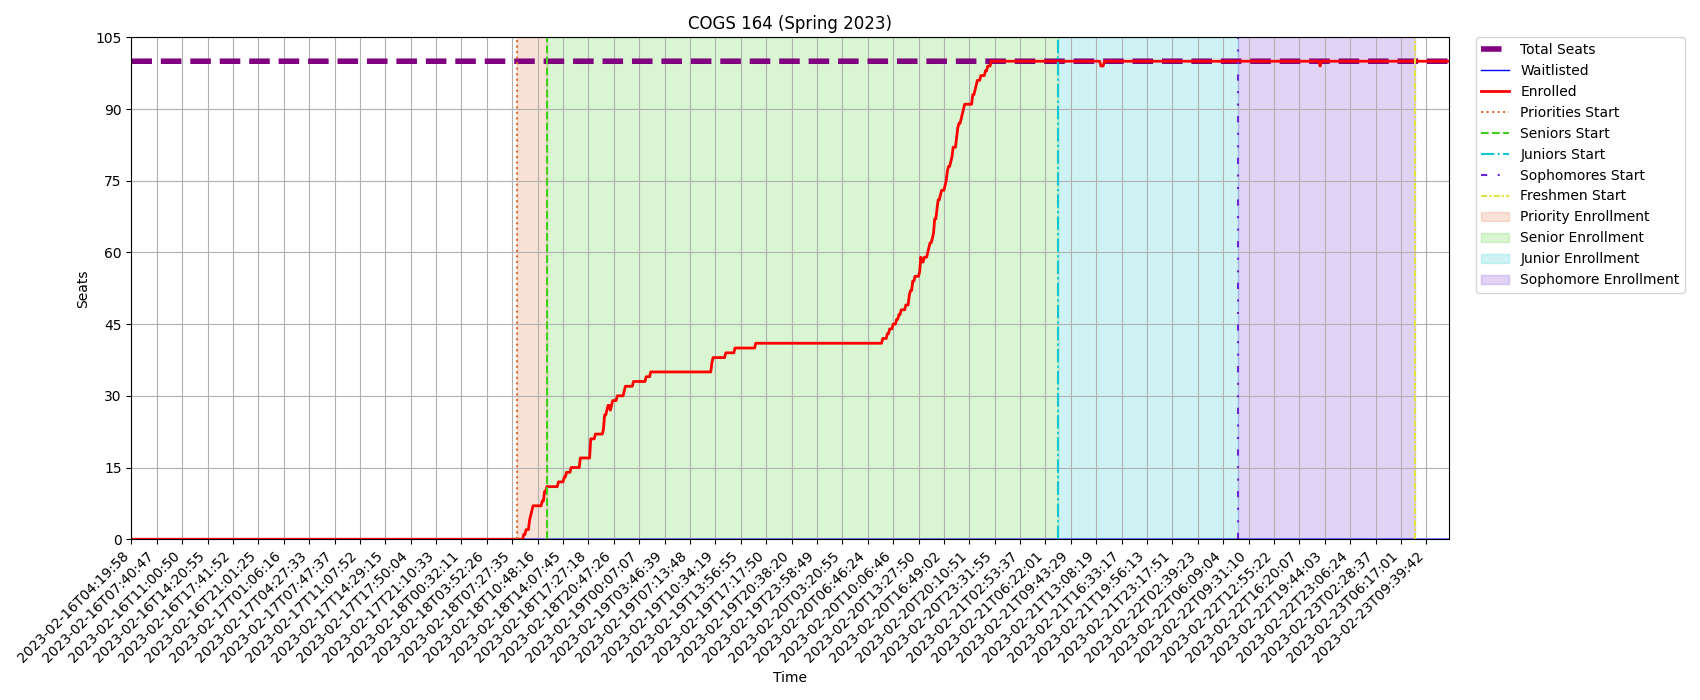 COGS 164 (Spring 2023)
105
90
75
60
45
30
15
0
Seats
2023-02-16T04:19:58
2023-02-16T07:40:47
2023-02-16T11:00:50
2023-02-16T14:20:55
2023-02-16T17:41:52
2023-02-16T21:01:25
2023-02-17T01:06:16
2023-02-17T04:27:33
2023-02-17T07:47:37
2023-02-17T11:07:52
2023-02-17T14:29:15
2023-02-17T17:50:04
2023-02-17T21:10:33
2023-02-18T00:32:11
2023-02-18T03:52:26
2023-02-18T07:27:35
2023-02-18T10:48:16
2023-02-18T14:07:45
2023-02-18T17:27:18
2023-02-18T20:47:26
2023-02-19T00:07:07
2023-02-19T03:46:39
2023-02-19T07:13:48
2023-02-19T10:34:19
2023-02-19T13:56:55
2023-02-19T17:17:50
2023-02-19T20:38:20
2023-02-19T23:58:49
2023-02-20T03:20:55
2023-02-20T06:46:24
2023-02-20T10:06:46
2023-02-20T13:27:50
2023-02-20T16:49:02
2023-02-20T20:10:51
2023-02-20T23:31:55
2023-02-21T02:53:37
2023-02-21T06:22:01
2023-02-21T09:43:29
2023-02-21T13:08:19
2023-02-21T16:33:17
2023-02-21T19:56:13
2023-02-21T23:17:51
2023-02-22T02:39:23
2023-02-22T06:09:04
2023-02-22T09:31:10
2023-02-22T12:55:22
2023-02-22T16:20:07
2023-02-22T19:44:03
2023-02-22T23:06:24
2023-02-23T02:28:37
2023-02-23T06:17:01
2023-02-23T09:39:42
Time
Total Seats
Waitlisted
Enrolled
Priorities Start
Seniors Start
Juniors Start
Sophomores Start
Freshmen Start
Priority Enrollment
Senior Enrollment
Junior Enrollment
Sophomore Enrollment